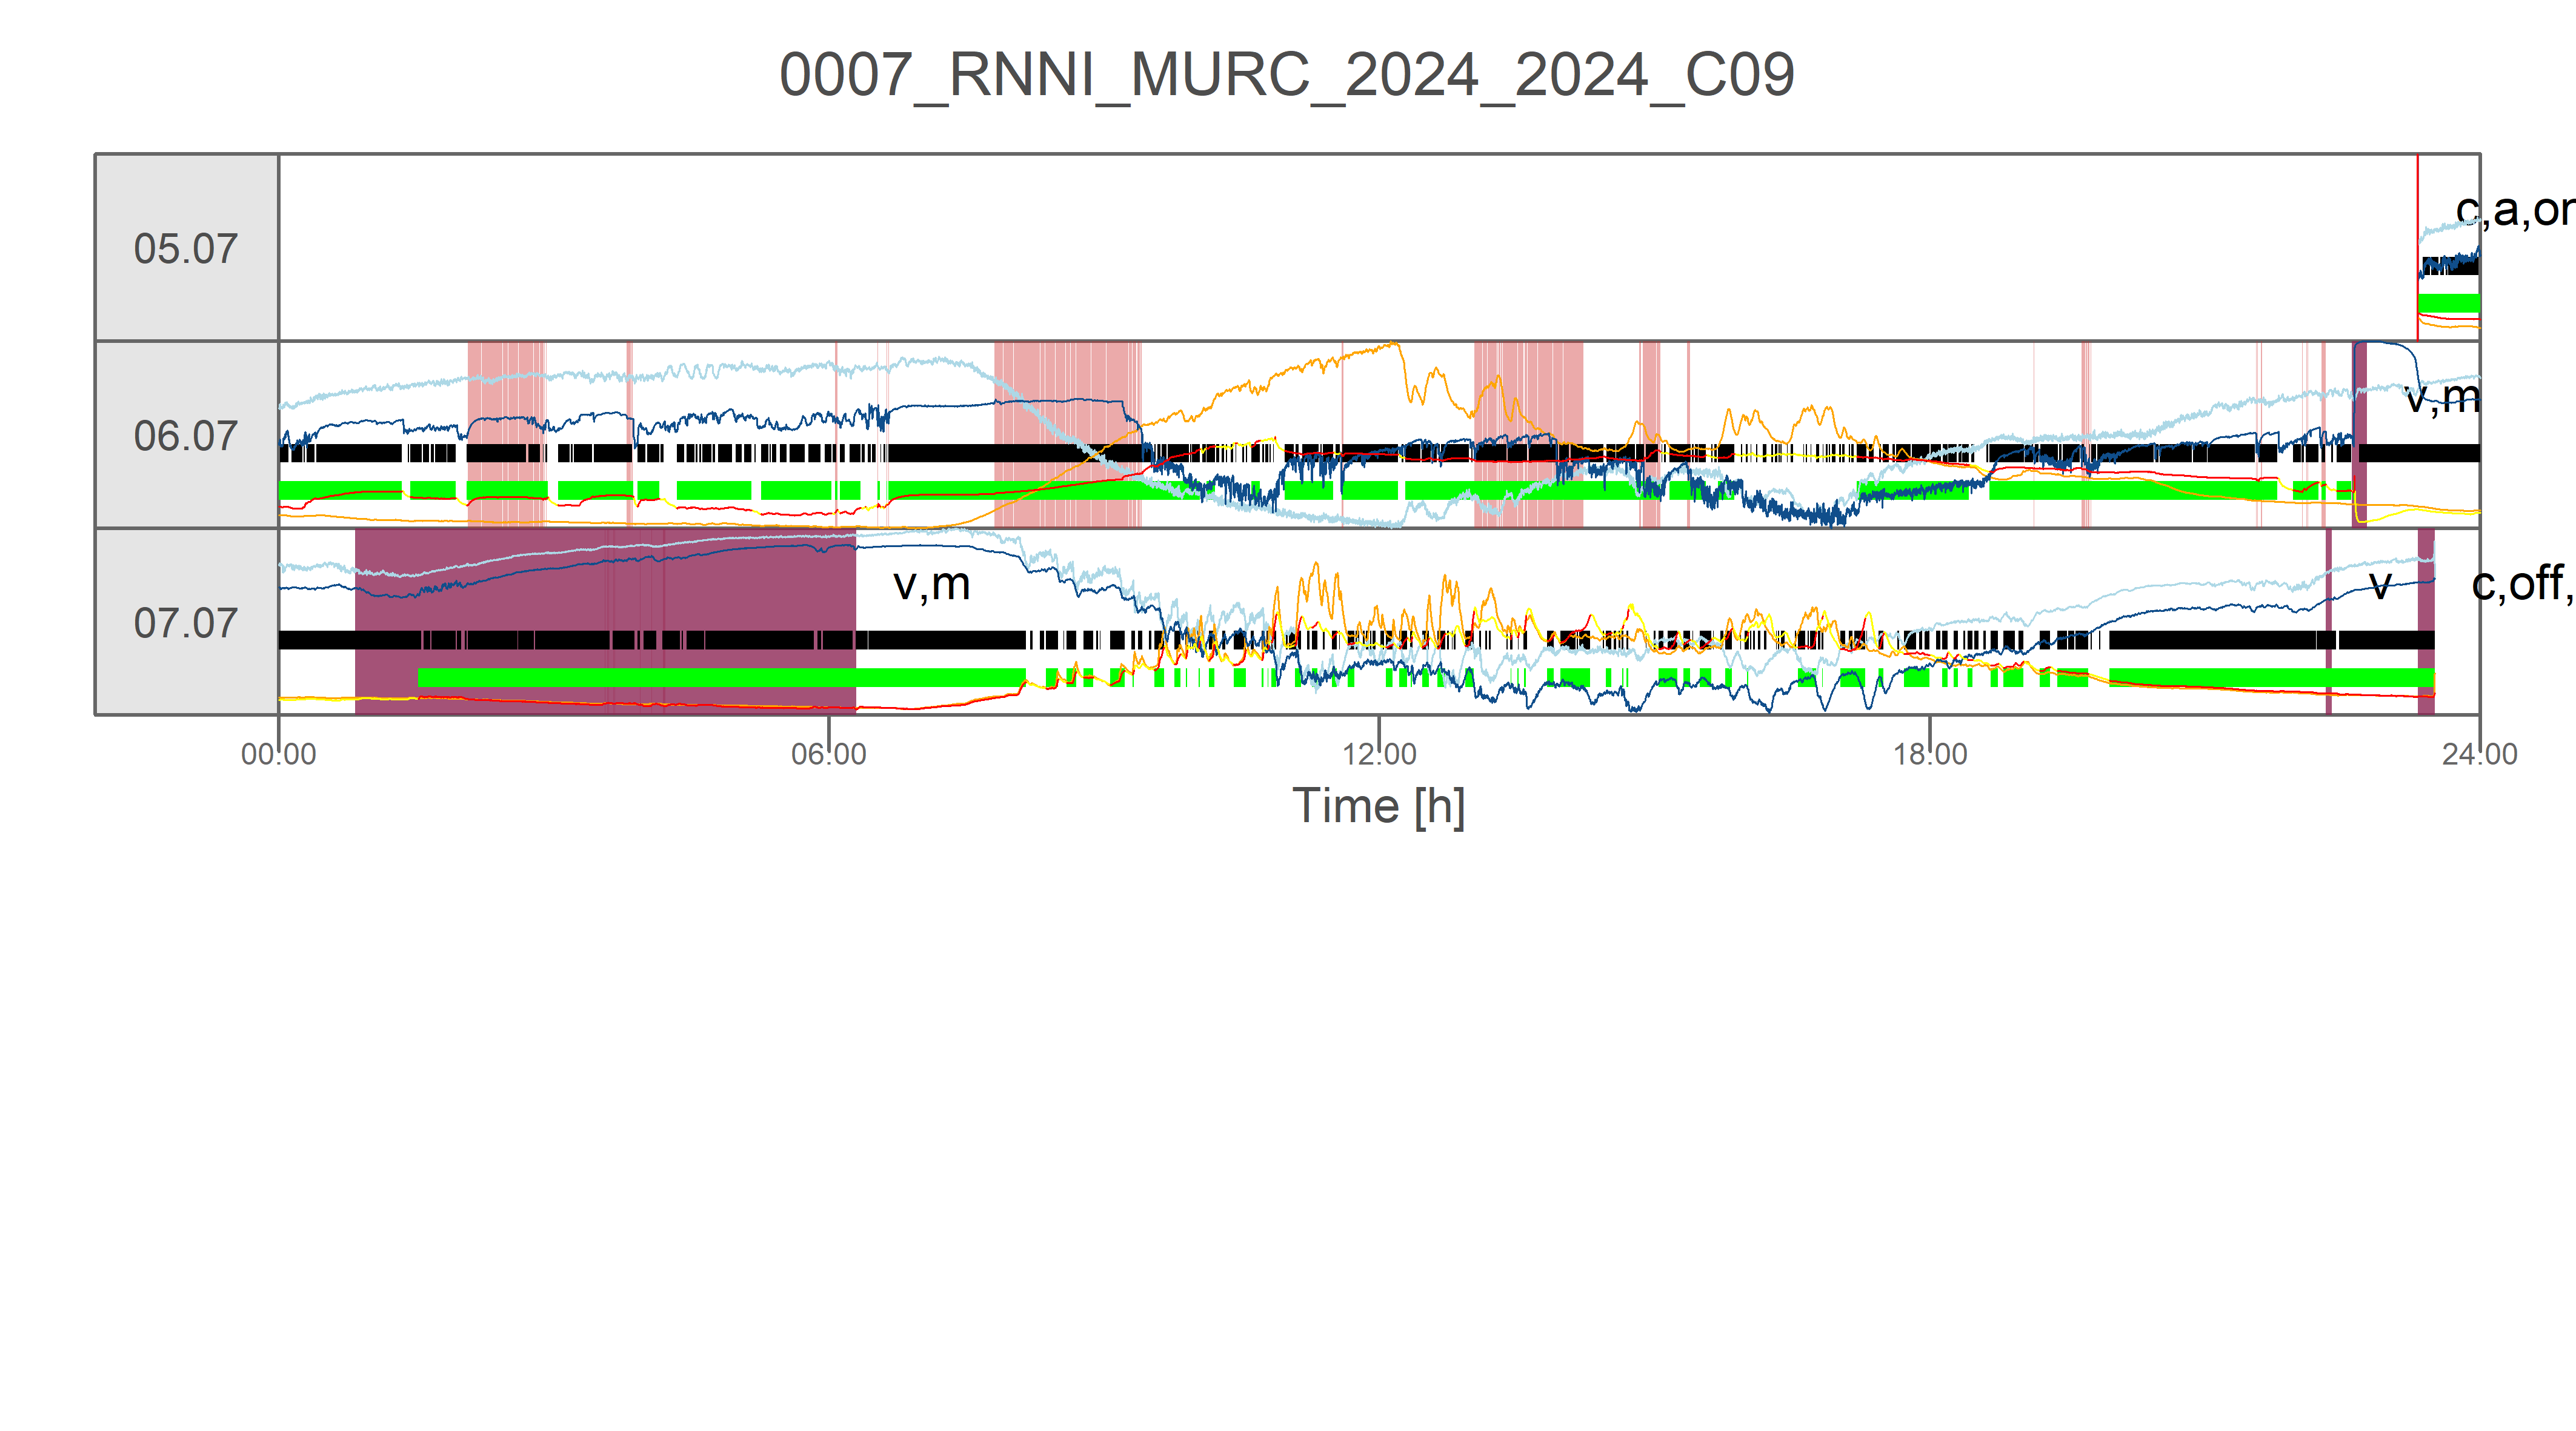 0007_RNNI_MURC_2024_2024_C09
c,a,or
05.07
06.07
v,m
07.07
v,m
v
c,off,
00:00 06:00 12:00 18:00 24:00
Time [h]